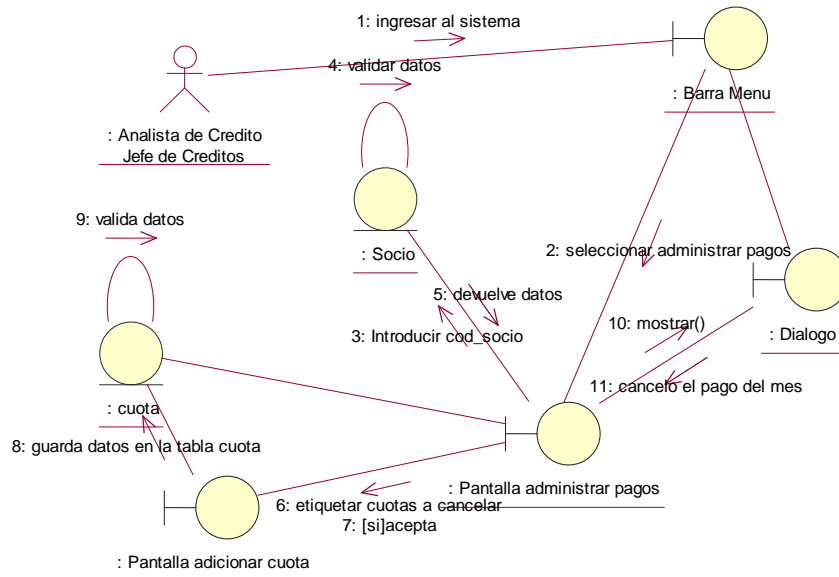 1: ingresar al sistema
4: validar datos
: Barra Menu
: Analista de Credito
Jefe de Creditos
9: valida datos
: Socio
2: seleccionar administrar pagos
5: devuelve datos
10: mostrar()
: Dialogo
3: Introducir cod_socio
11: cancelo el pago del mes
: cuota
8: guarda datos en la tabla cuota
: Pantalla administrar pagos
6: etiquetar cuotas a cancelar
7: [si]acepta
: Pantalla adicionar cuota